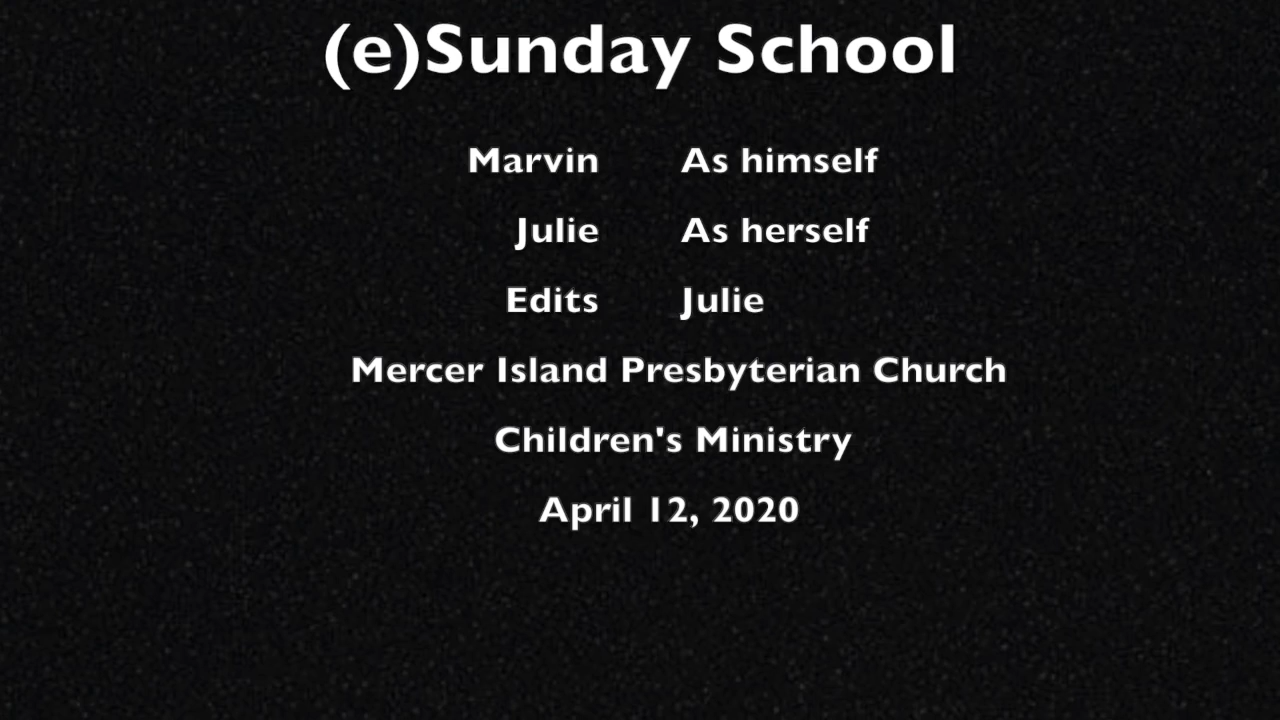 (e)Sunday School
Marvin As himself
Julie As herself
Edits Julie
Mercer Island Presbyterian Church
Children's Ministry
April 12, 2020